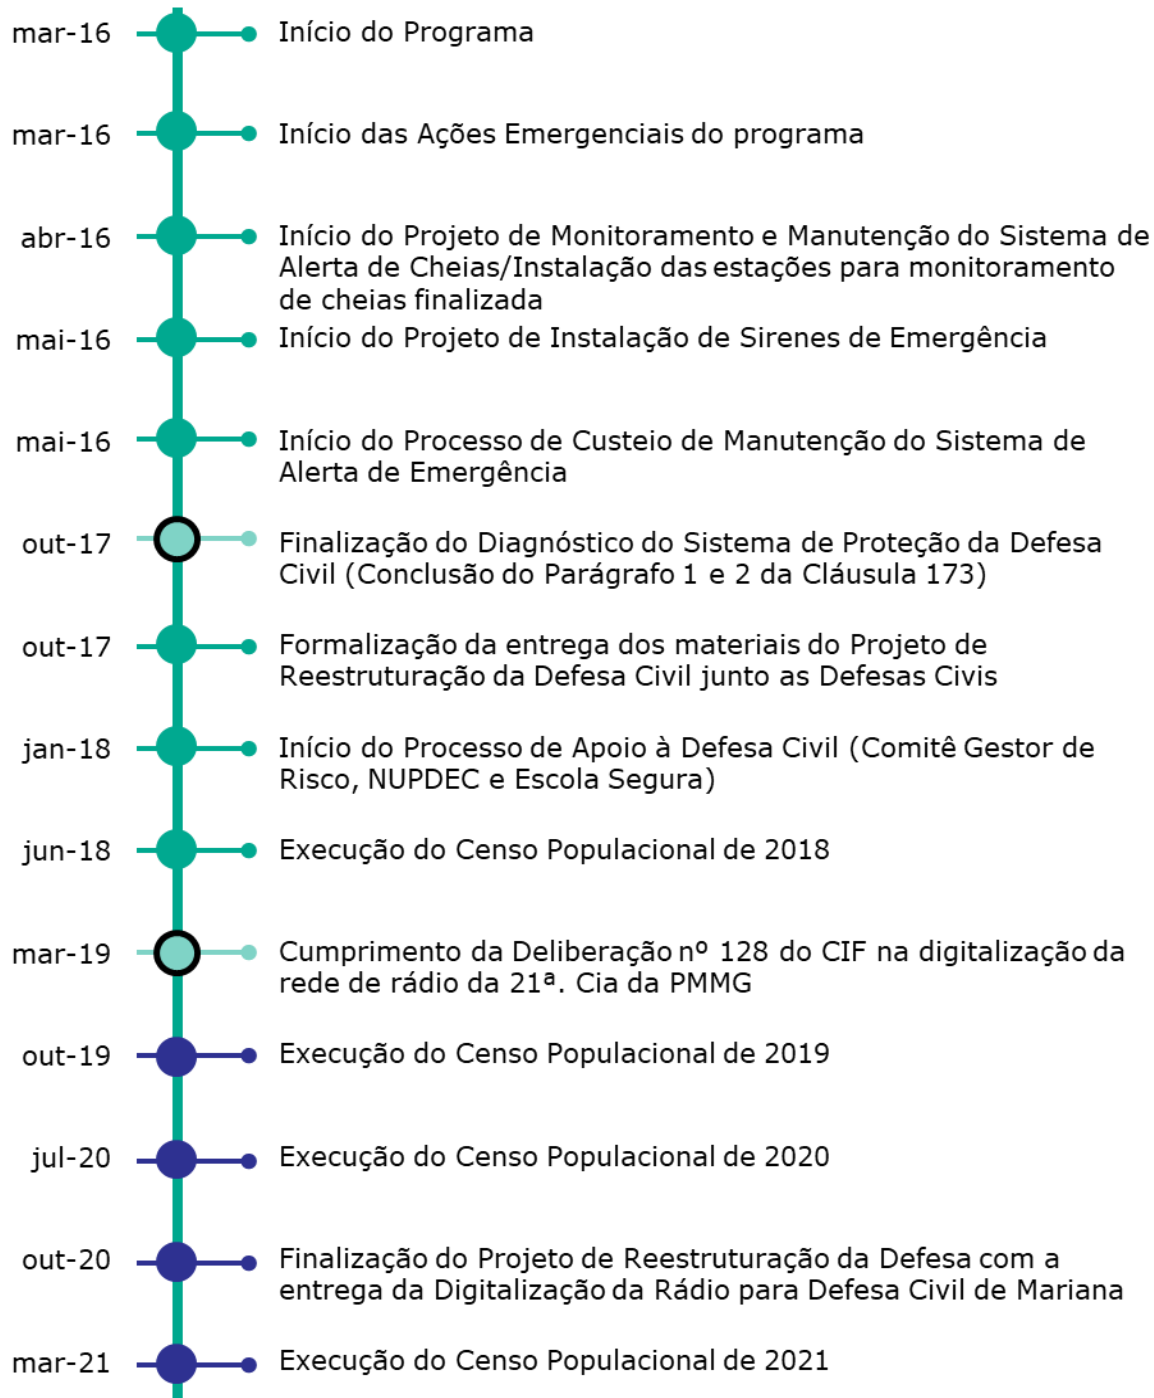 mar-16 Início do Programa
mar-16 Início das Ações Emergenciais do programa
abr-16 Início do Projeto de Monitoramento e Manutenção do Sistema de
Alerta de Cheias/Instalação das estações para monitoramento
de cheias finalizada
mai-16 Início do Projeto de Instalação de Sirenes de Emergência
mai-16 Início do Processo de Custeio de Manutenção do Sistema de
Alerta de Emergência
out-17 Finalização do Diagnóstico do Sistema de Proteção da Defesa
Civil (Conclusão do Parágrafo 1 e 2 da Cláusula 173)
out-17 Formalização da entrega dos materiais do Projeto de
Reestruturação da Defesa Civil junto as Defesas Civis
jan-18 Início do Processo de Apoio à Defesa Civil (Comitê Gestor de
Risco, NUPDEC e Escola Segura)
jun-18 Execução do Censo Populacional de 2018
mar-19 Cumprimento da Deliberação nº 128 do CIF na digitalização da
rede de rádio da 21ª. Cia da PMMG
out-19 Execução do Censo Populacional de 2019
jul-20 Execução do Censo Populacional de 2020
out-20 Finalização do Projeto de Reestruturação da Defesa com a
entrega da Digitalização da Rádio para Defesa Civil de Mariana
mar-21 Execução do Censo Populacional de 2021